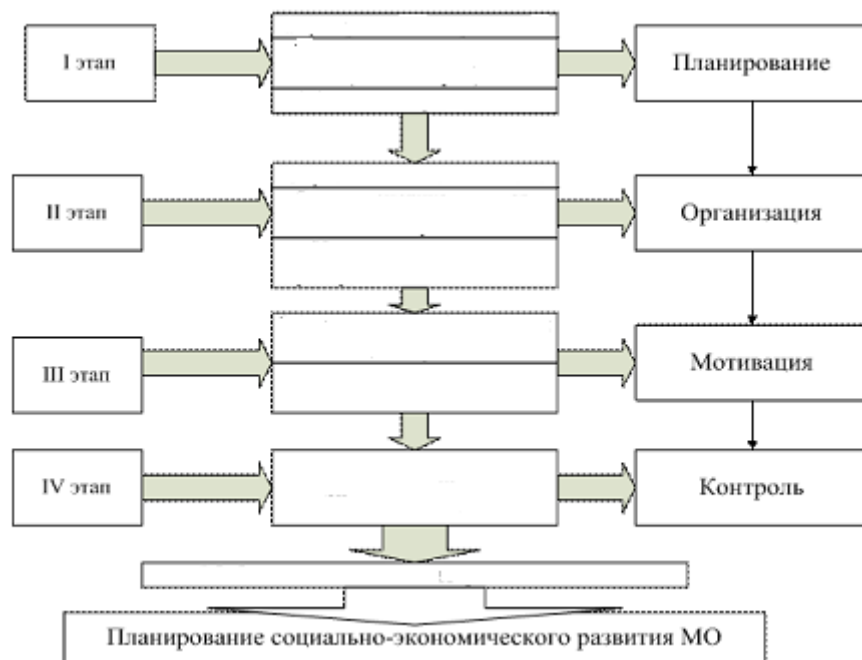 I этап
Планирование
II этап
Организация
III этап
Мотивация
IV этап
Контроль
Планирование социально-экономического развития МО